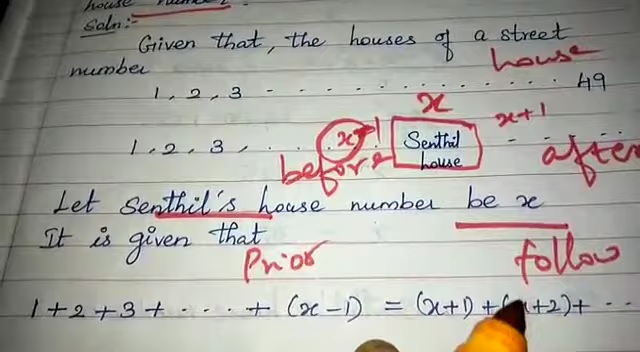 house number.
Soln:-
Given that, the houses of a street
number
house
1, 2, 3 - - - . . . . . . . . . . . . 49
x
x+1
1, 2, 3, . . . x-1 . Senthil house - . . .
before
after
Let Senthil's house number be x
It is given that
Prior
follow
1 + 2 + 3 + . . . . + (x-1) = (x+1) + (x+2) + . .